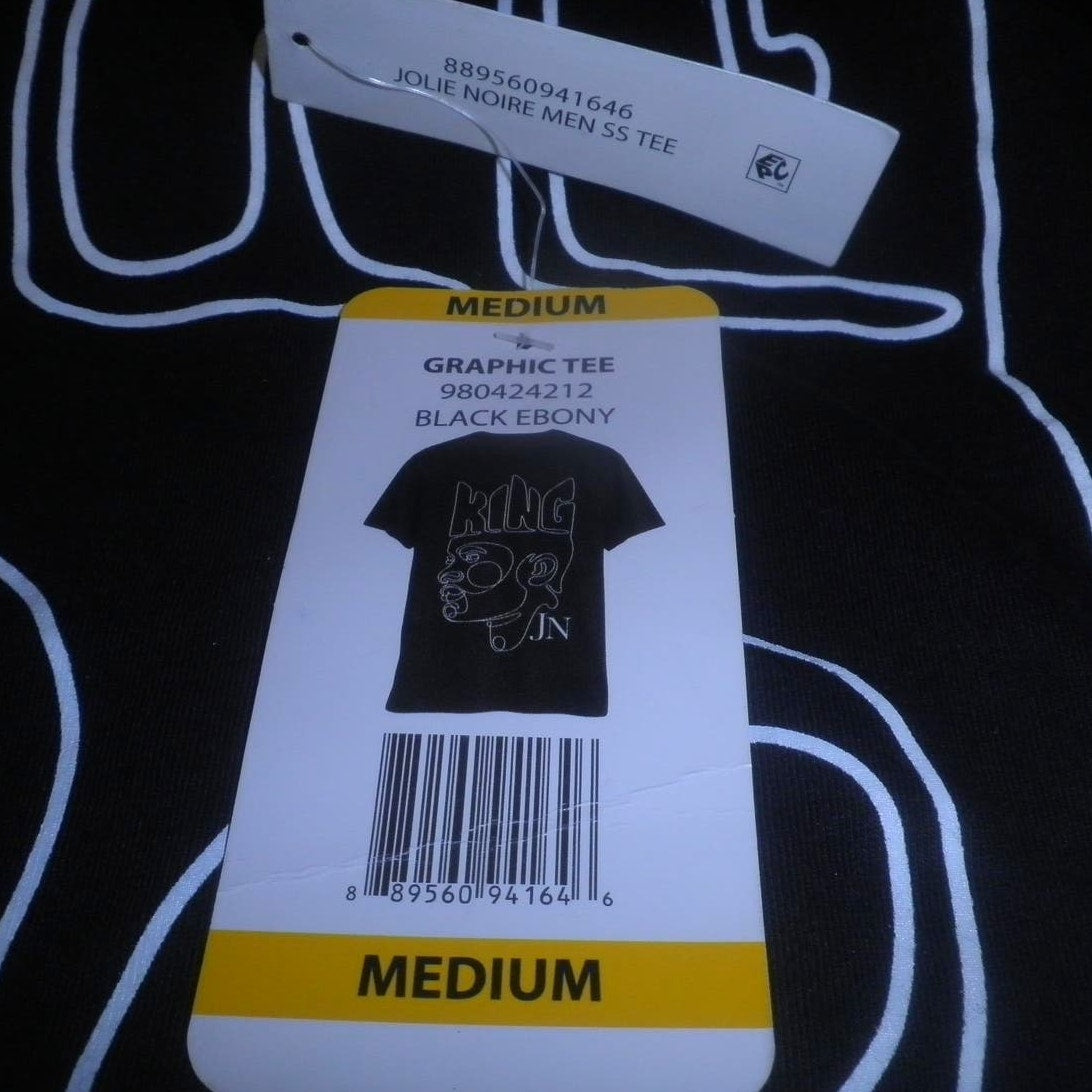 889560941646
JOLIE NOIRE MEN SS TEE
EPC
MEDIUM
GRAPHIC TEE
980424212
BLACK EBONY
KING
JN
8 89560 94164 6
MEDIUM